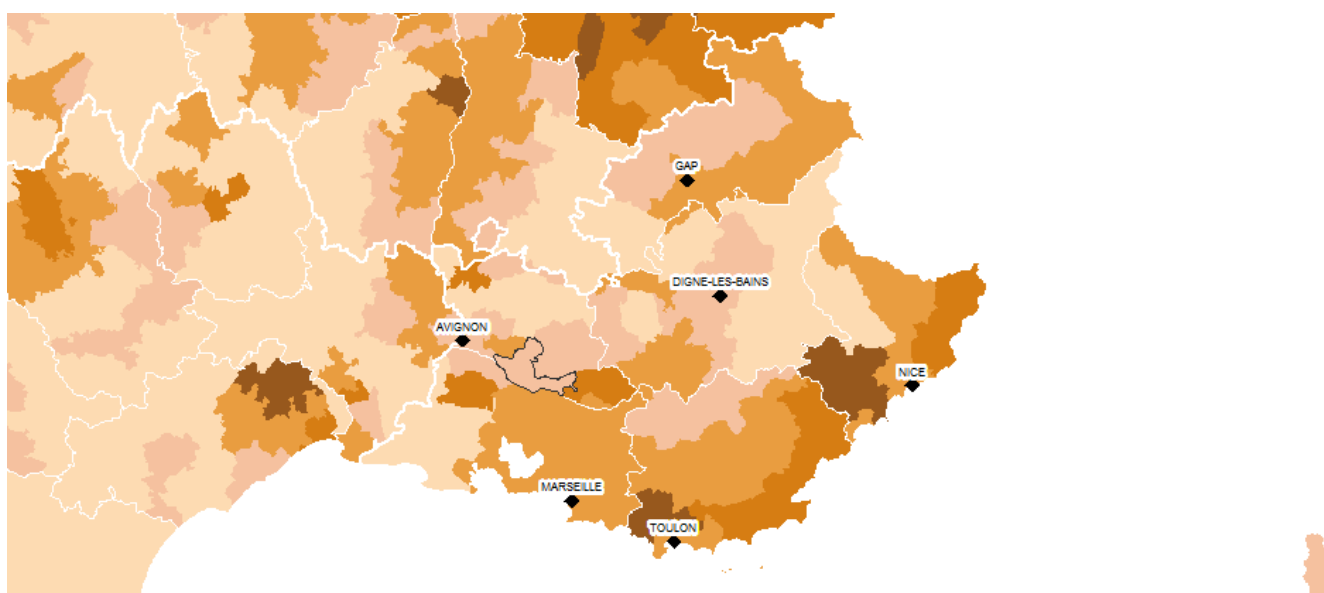 GAP
DIGNE-LES-BAINS
AVIGNON
NICE
MARSEILLE
TOULON